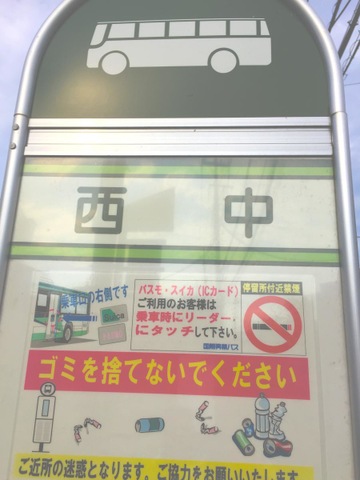 西中
乗車口の右側です
パスモ・スイカ(ICカード)
ご利用のお客様は
乗車時にリーダー
にタッチして下さい。
国際興業バス
停留所付近禁煙
ゴミを捨てないでください
ご近所の迷惑となります。ご協力をお願いいたします